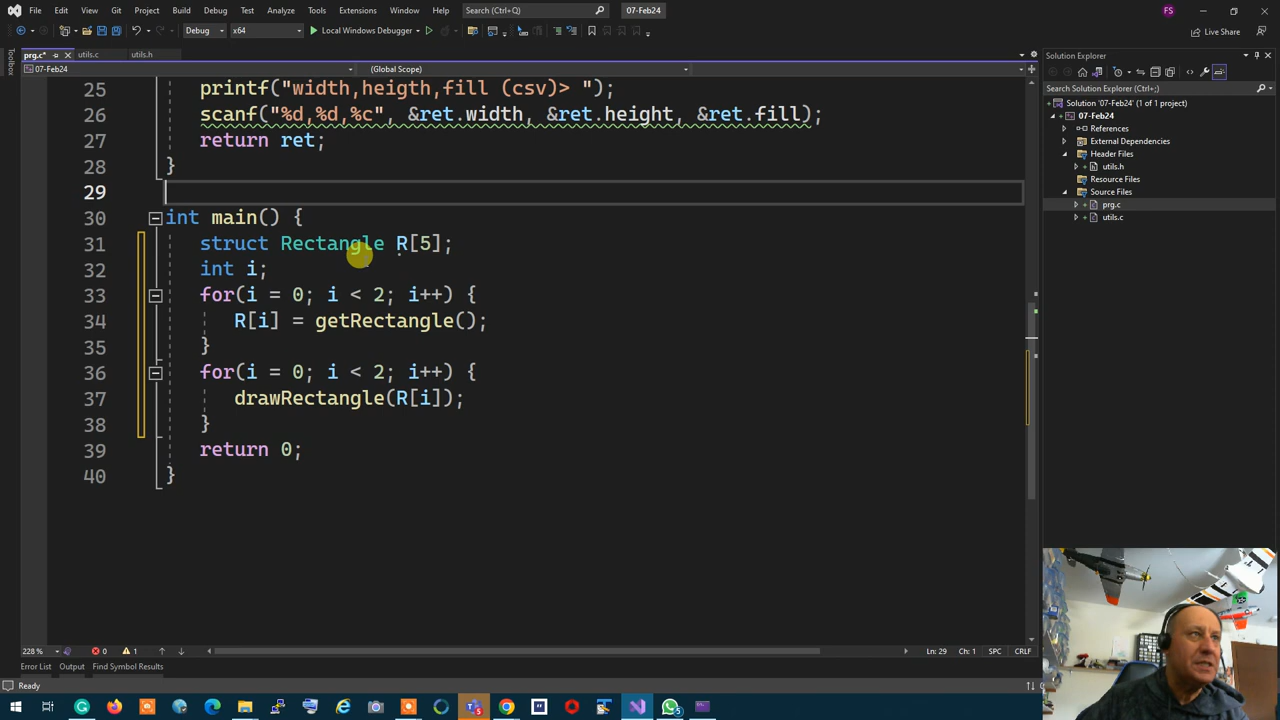 File Edit View Git Project Build Debug Test Analyze Tools Extensions Window Help Search (Ctrl+Q) 07-Feb24 FS
Debug x64 Local Windows Debugger Live Share
prg.c* utils.c utils.h
07-Feb24 (Global Scope)
25 printf("width,heigth,fill (csv)> ");
26 scanf("%d,%d,%c", &ret.width, &ret.height, &ret.fill);
27 return ret;
28 }
29
30 int main() {
31 struct Rectangle R[5];
32 int i;
33 for(i = 0; i < 2; i++) {
34 R[i] = getRectangle();
35 }
36 for(i = 0; i < 2; i++) {
37 drawRectangle(R[i]);
38 }
39 return 0;
40 }
Toolbox
Solution Explorer
Search Solution Explorer (Ctrl+;)
Solution '07-Feb24' (1 of 1 project)
07-Feb24
References
External Dependencies
Header Files
utils.h
Resource Files
Source Files
prg.c
utils.c
228 % 0 1 Ln: 29 Ch: 1 SPC CRLF
Error List Output Find Symbol Results
Ready
5 5